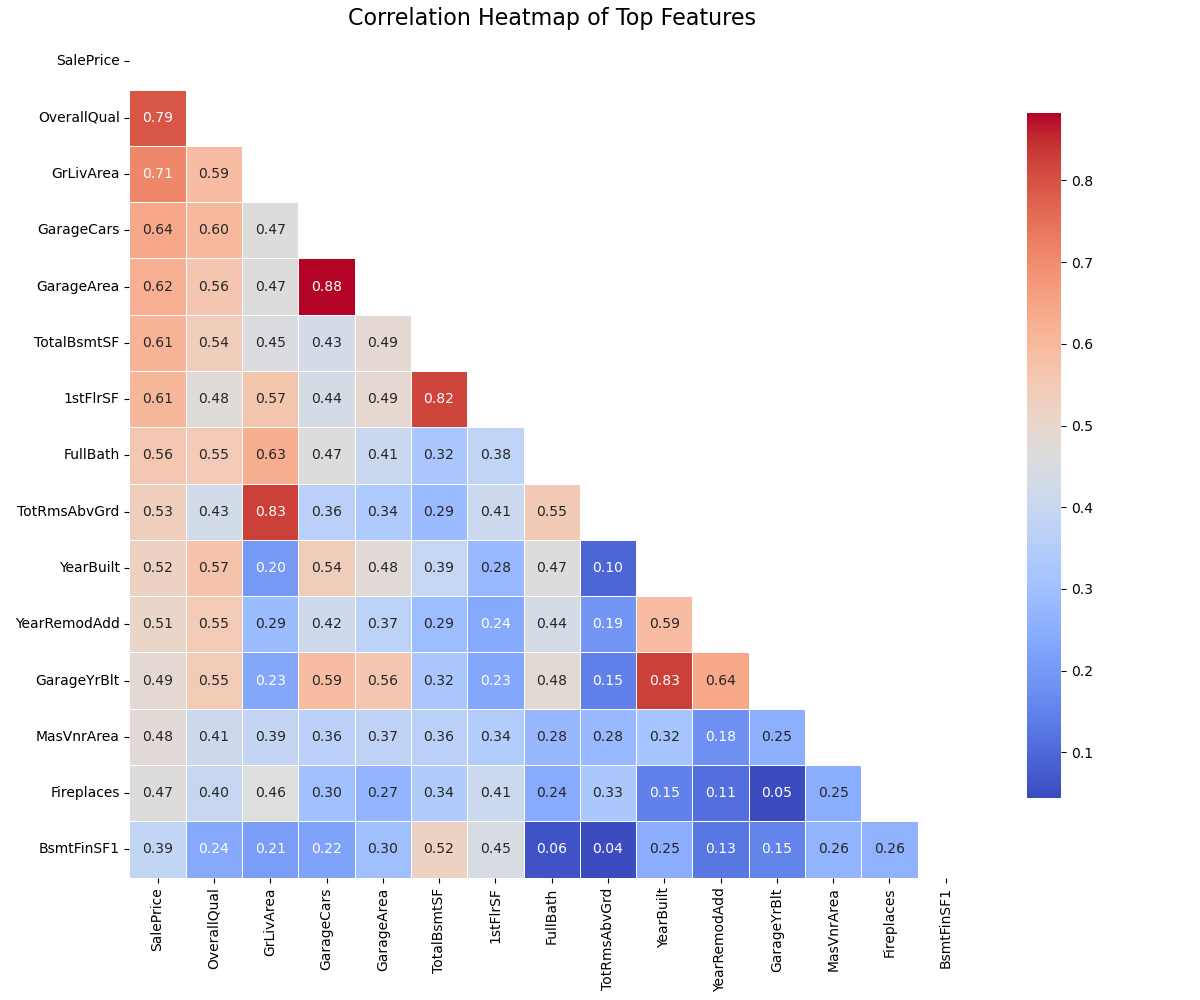 Correlation Heatmap of Top Features
SalePrice
OverallQual 0.79
GrLivArea 0.71 0.59
GarageCars 0.64 0.60 0.47
GarageArea 0.62 0.56 0.47 0.88
TotalBsmtSF 0.61 0.54 0.45 0.43 0.49
1stFlrSF 0.61 0.48 0.57 0.44 0.49 0.82
FullBath 0.56 0.55 0.63 0.47 0.41 0.32 0.38
TotRmsAbvGrd 0.53 0.43 0.83 0.36 0.34 0.29 0.41 0.55
YearBuilt 0.52 0.57 0.20 0.54 0.48 0.39 0.28 0.47 0.10
YearRemodAdd 0.51 0.55 0.29 0.42 0.37 0.29 0.24 0.44 0.19 0.59
GarageYrBlt 0.49 0.55 0.23 0.59 0.56 0.32 0.23 0.48 0.15 0.83 0.64
MasVnrArea 0.48 0.41 0.39 0.36 0.37 0.36 0.34 0.28 0.28 0.32 0.18 0.25
Fireplaces 0.47 0.40 0.46 0.30 0.27 0.34 0.41 0.24 0.33 0.15 0.11 0.05 0.25
BsmtFinSF1 0.39 0.24 0.21 0.22 0.30 0.52 0.45 0.06 0.04 0.25 0.13 0.15 0.26 0.26
SalePrice
OverallQual
GrLivArea
GarageCars
GarageArea
TotalBsmtSF
1stFlrSF
FullBath
TotRmsAbvGrd
YearBuilt
YearRemodAdd
GarageYrBlt
MasVnrArea
Fireplaces
BsmtFinSF1
0.8
0.7
0.6
0.5
0.4
0.3
0.2
0.1